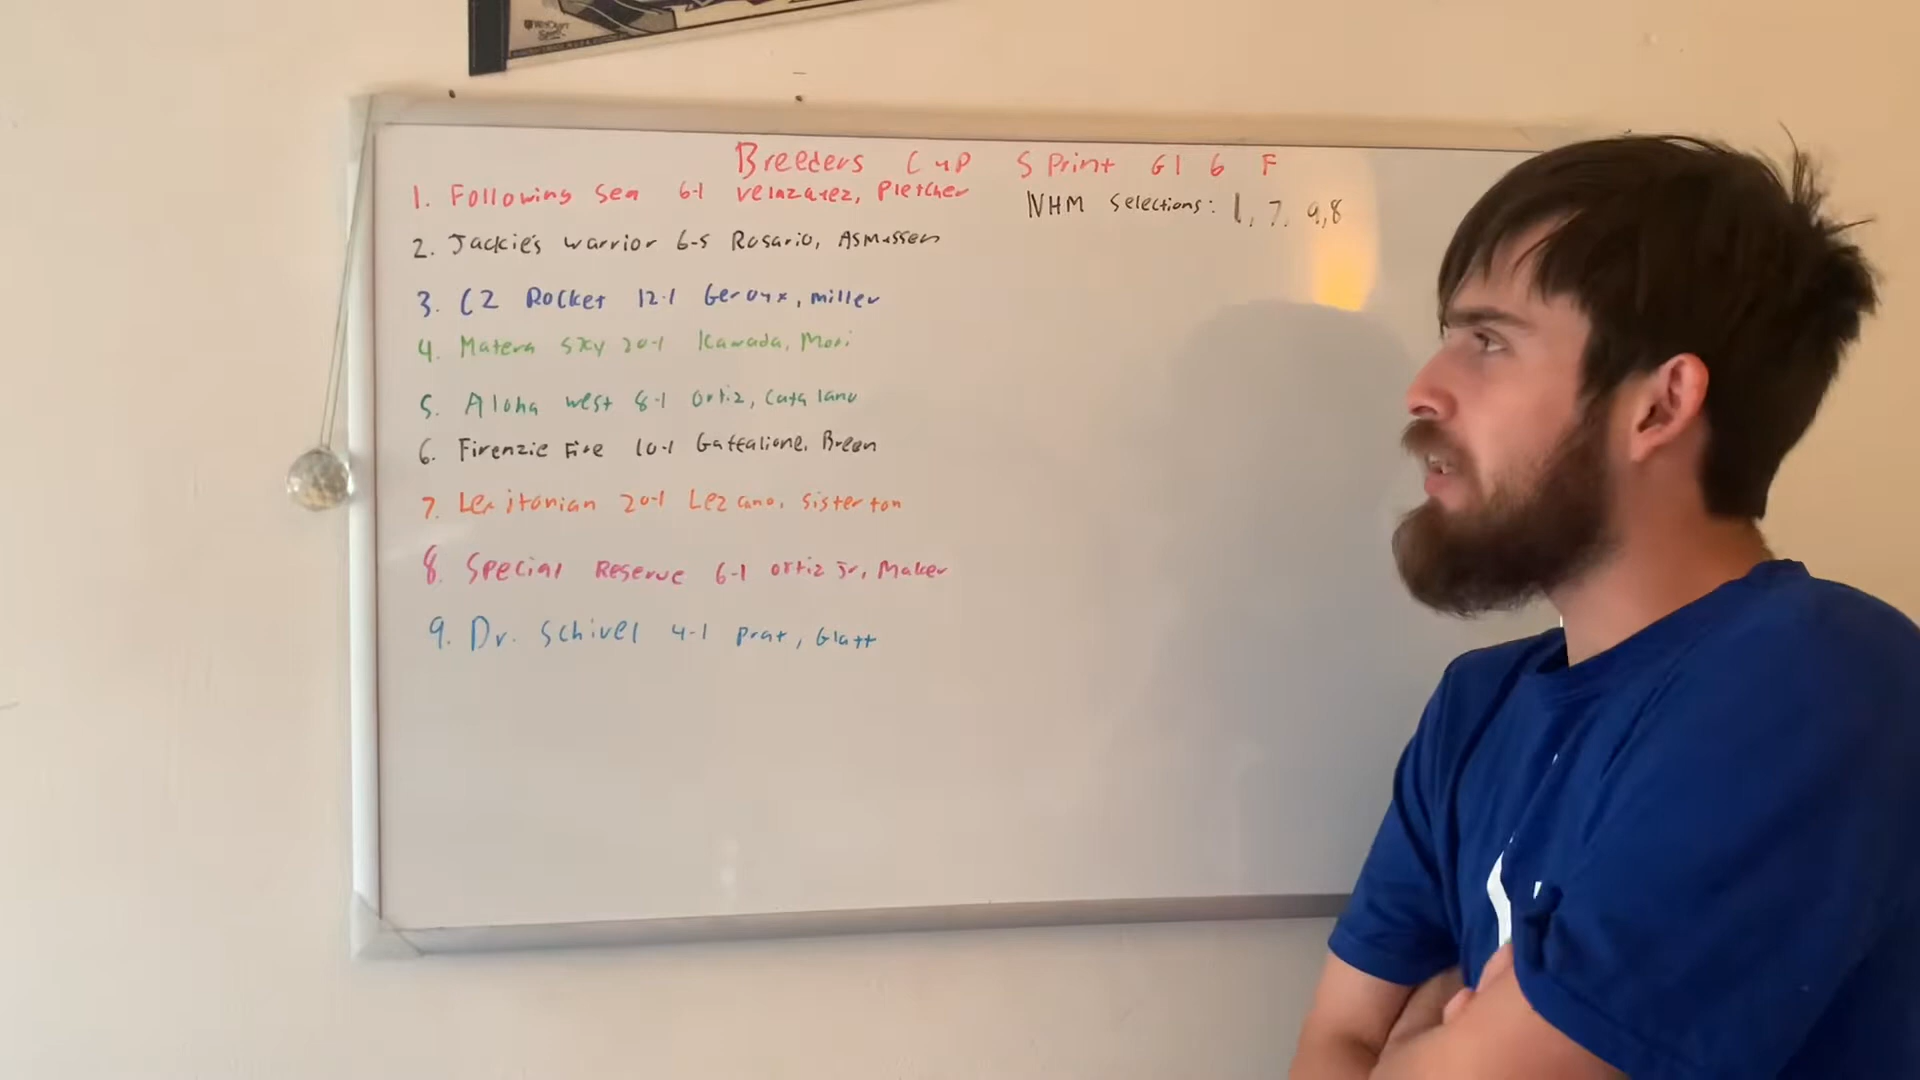 Breeders Cup Sprint G1 6 F
1. Following Sea 6-1 Velazquez, Pletcher
NHM Selections: 1, 7, 9, 8
2. Jackie's Warrior 6-5 Rosario, Asmussen
3. CZ Rocket 12-1 Geroux, Miller
4. Matera Sky 20-1 Kawada, Mori
5. Aloha West 8-1 Ortiz, Catalano
6. Firenzie Fire 10-1 Gaffalione, Breen
7. Lexitonian 20-1 Lezcano, Sisterson
8. Special Reserve 6-1 Ortiz Jr, Maker
9. Dr. Schivel 4-1 Prat, Glatt